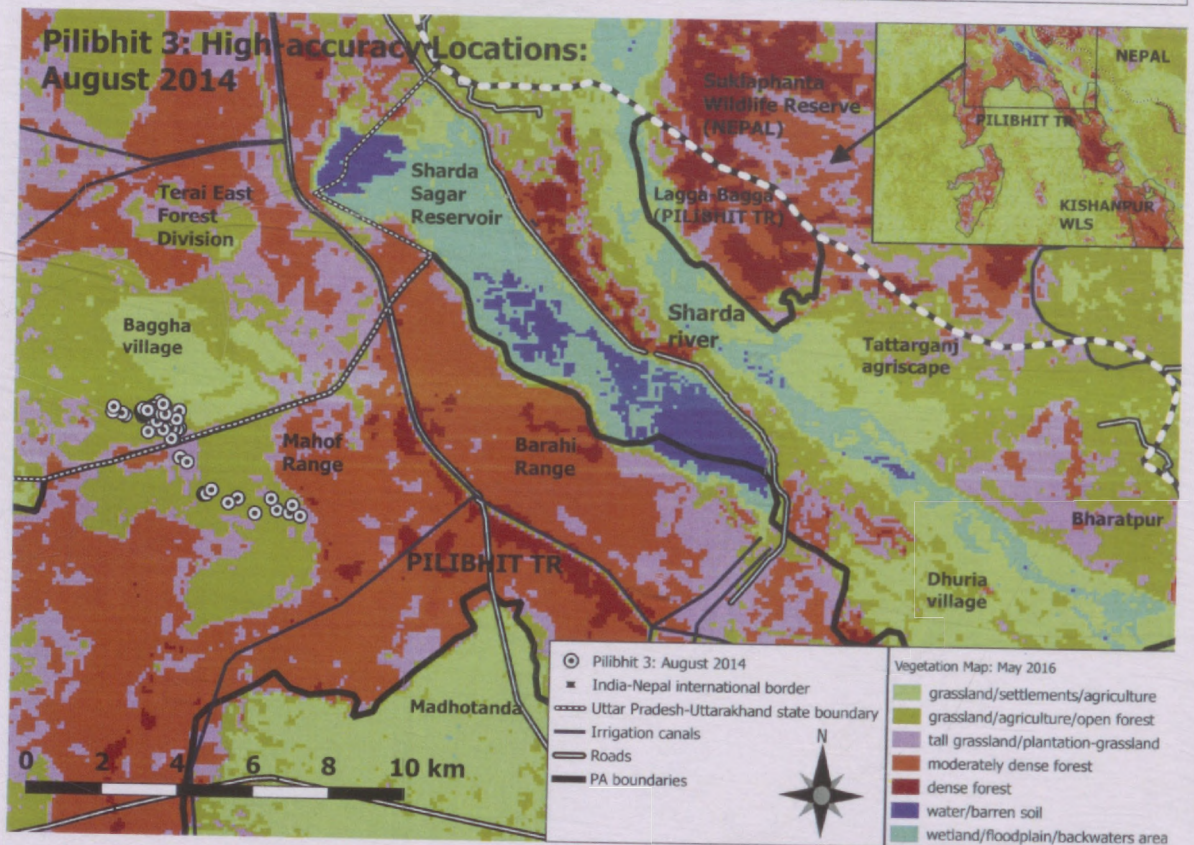 Pilibhit 3: High-accuracy Locations:
August 2014
Suklaphanta
Wildlife Reserve
(NEPAL)
NEPAL
PILIBHIT TR
KISHANPUR
WLS
Sharda
Sagar
Reservoir
Terai East
Forest
Division
Lagga-Bagga
(PILIBHIT TR)
Baggha
village
Sharda
river
Tattarganj
agriscape
Mahof
Range
Barahi
Range
Bharatpur
PILIBHIT TR
Dhuria
village
Madhotanda
0 2 4 6 8 10 km
Pilibhit 3: August 2014
India-Nepal international border
Uttar Pradesh-Uttarakhand state boundary
Irrigation canals
Roads
PA boundaries
N
Vegetation Map: May 2016
grassland/settlements/agriculture
grassland/agriculture/open forest
tall grassland/plantation-grassland
moderately dense forest
dense forest
water/barren soil
wetland/floodplain/backwaters area